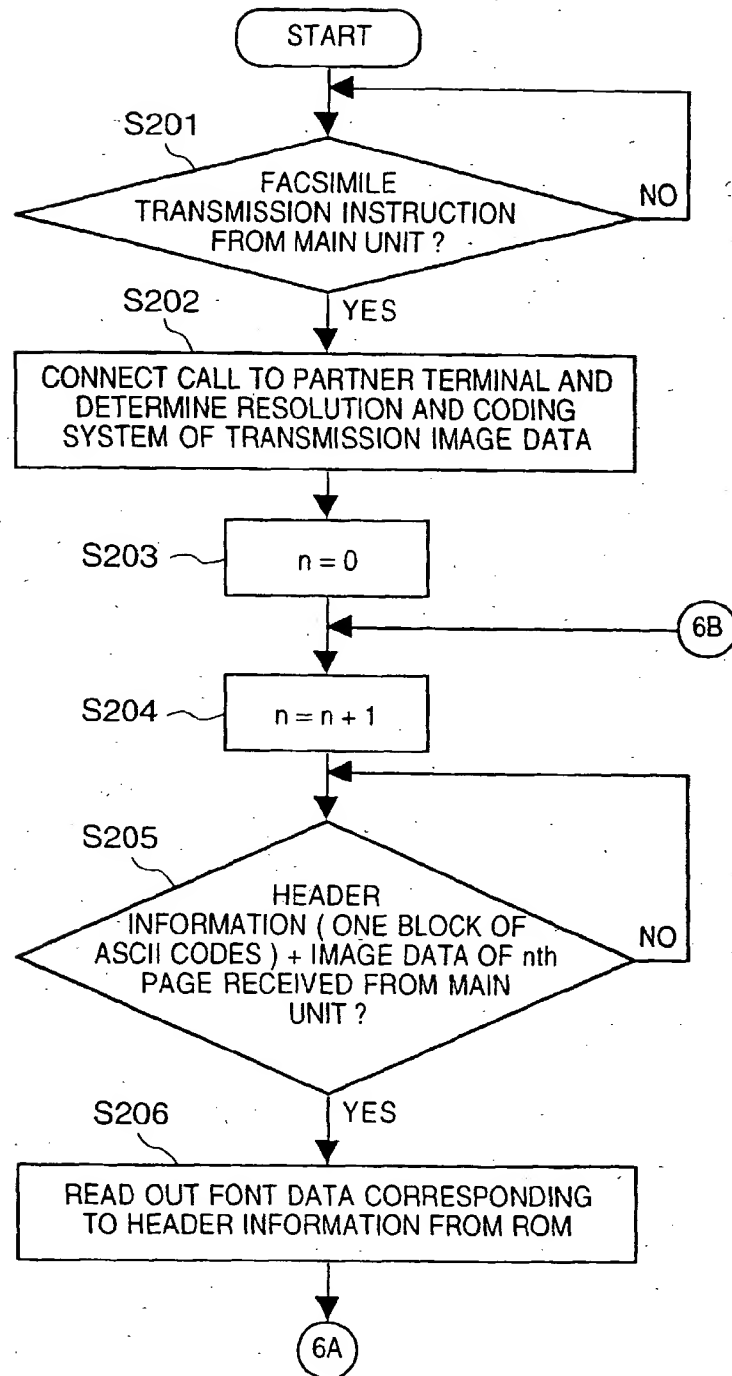 START
S201
FACSIMILE
TRANSMISSION INSTRUCTION
FROM MAIN UNIT ?
NO
YES
S202
CONNECT CALL TO PARTNER TERMINAL AND
DETERMINE RESOLUTION AND CODING
SYSTEM OF TRANSMISSION IMAGE DATA
S203
n = 0
6B
S204
n = n + 1
S205
HEADER
INFORMATION ( ONE BLOCK OF
ASCII CODES ) + IMAGE DATA OF nth
PAGE RECEIVED FROM MAIN
UNIT ?
NO
YES
S206
READ OUT FONT DATA CORRESPONDING
TO HEADER INFORMATION FROM ROM
6A